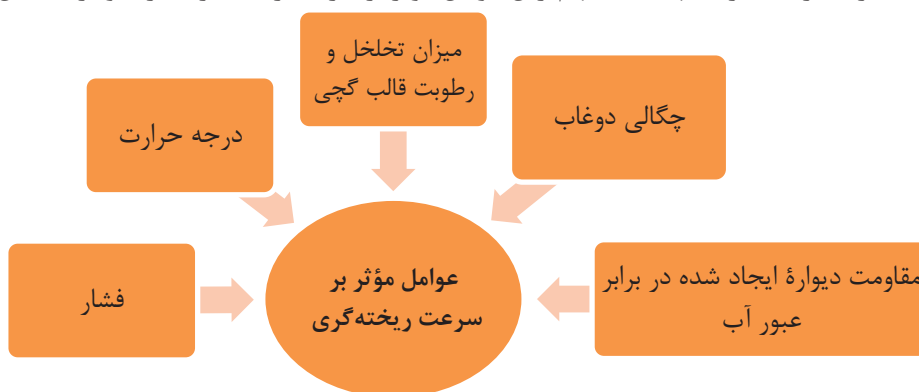 میزان تخلخل و
رطوبت قالب گچی
چگالی دوغاب
درجه حرارت
مقاومت دیوارهٔ ایجاد شده در برابر
عبور آب
فشار
عوامل مؤثر بر
سرعت ریخته‌گری